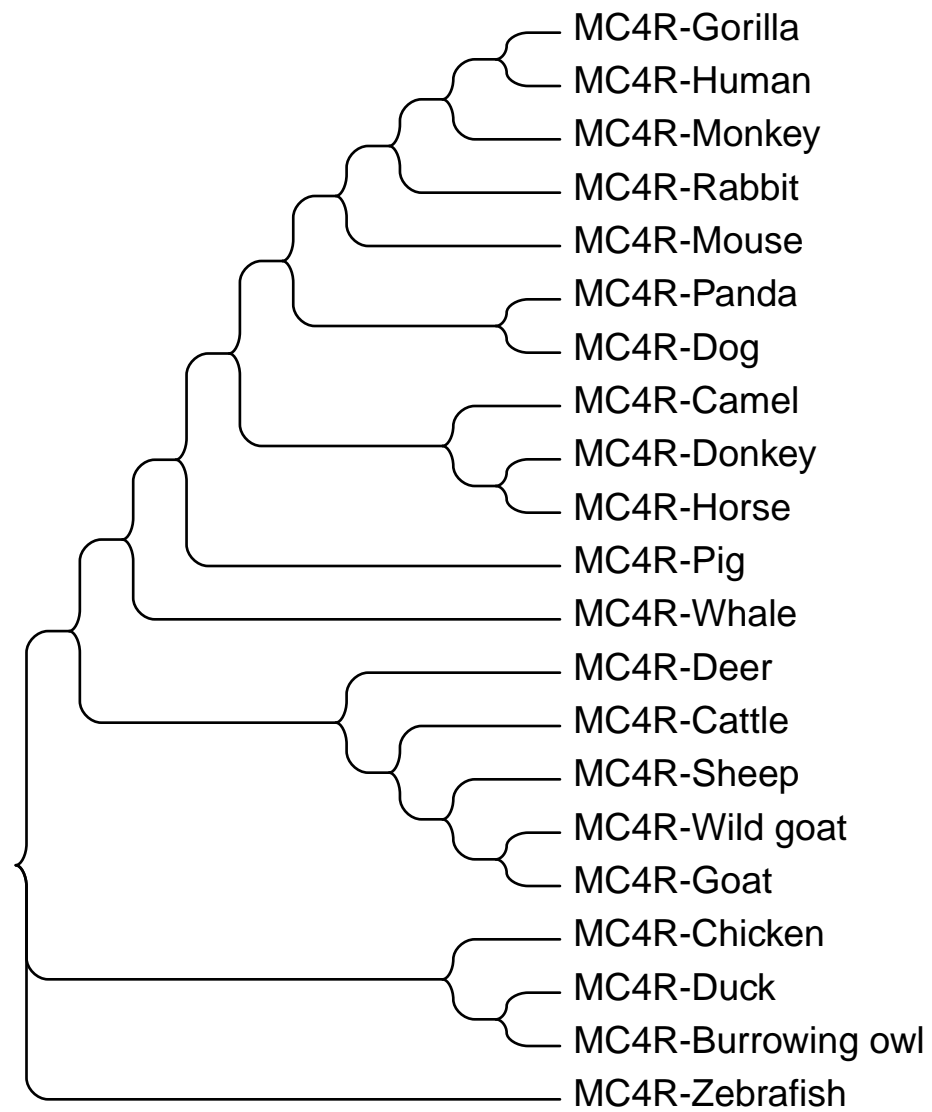 MC4R-Gorilla
MC4R-Human
MC4R-Monkey
MC4R-Rabbit
MC4R-Mouse
MC4R-Panda
MC4R-Dog
MC4R-Camel
MC4R-Donkey
MC4R-Horse
MC4R-Pig
MC4R-Whale
MC4R-Deer
MC4R-Cattle
MC4R-Sheep
MC4R-Wild goat
MC4R-Goat
MC4R-Chicken
MC4R-Duck
MC4R-Burrowing owl
MC4R-Zebrafish